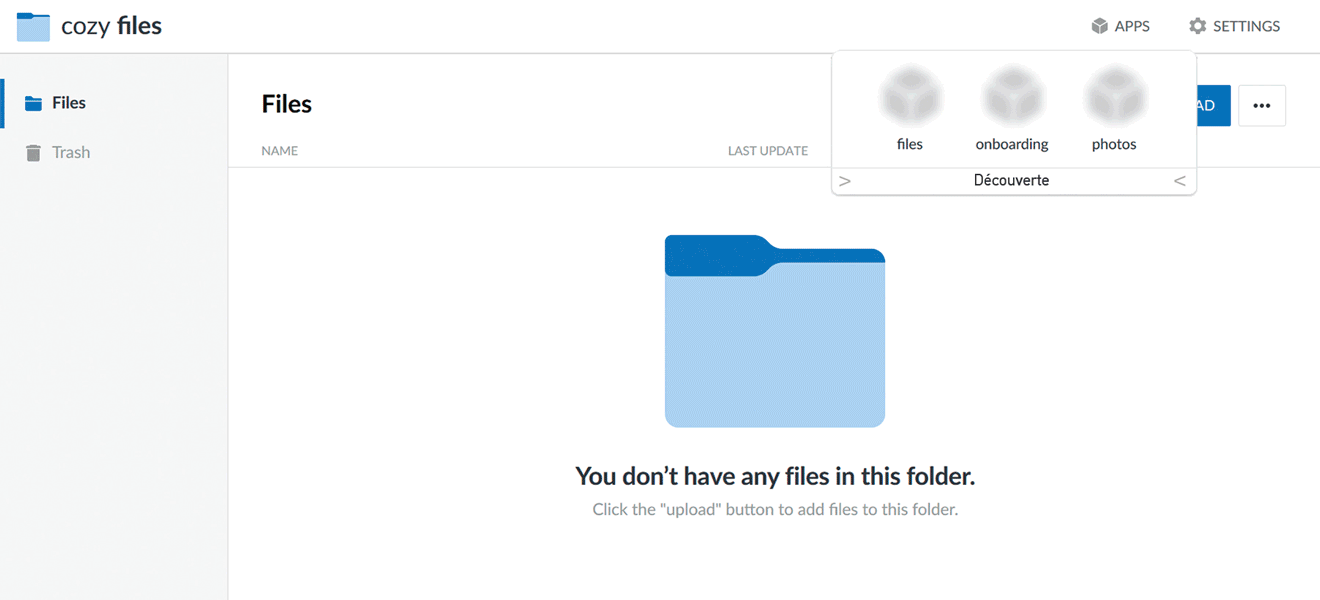 cozy files
APPS
SETTINGS
Files
Trash
Files
AD
NAME
LAST UPDATE
files
onboarding
photos
> Découverte <
You don’t have any files in this folder.
Click the "upload" button to add files to this folder.